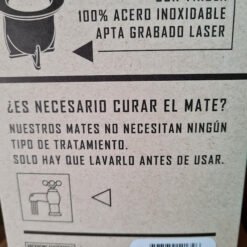 100% ACERO INOXIDABLE
APTA GRABADO LASER
¿ES NECESARIO CURAR EL MATE?
NUESTROS MATES NO NECESITAN NINGÚN
TIPO DE TRATAMIENTO.
SOLO HAY QUE LAVARLO ANTES DE USAR.